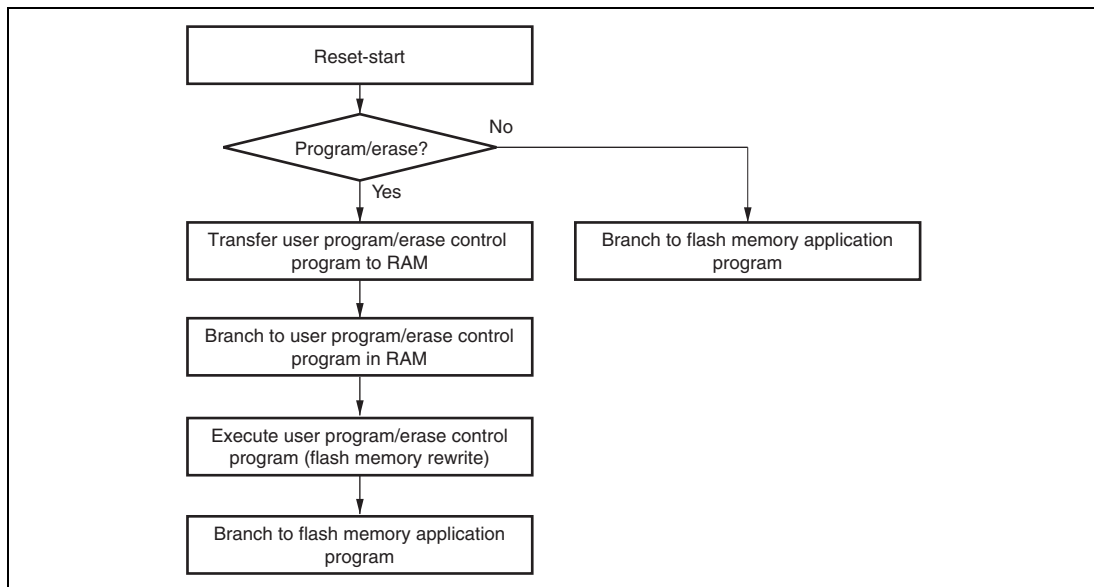 Reset-start
Program/erase?
No
Yes
Transfer user program/erase control
program to RAM
Branch to flash memory application
program
Branch to user program/erase control
program in RAM
Execute user program/erase control
program (flash memory rewrite)
Branch to flash memory application
program